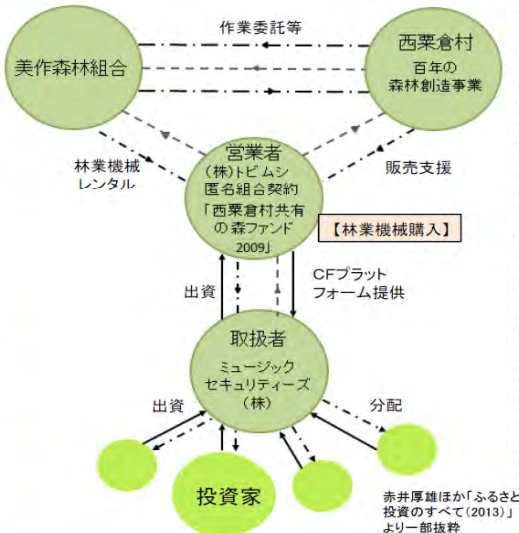 作業委託等
美作森林組合
西粟倉村
百年の
森林創造事業
営業者
(株)トビムシ
匿名組合契約
「西粟倉村共有
の森ファンド
2009」
林業機械
レンタル
販売支援
【林業機械購入】
出資
CFプラット
フォーム提供
取扱者
ミュージック
セキュリティーズ
(株)
出資
分配
投資家
赤井厚雄ほか「ふるさと
投資のすべて(2013)」
より一部抜粋